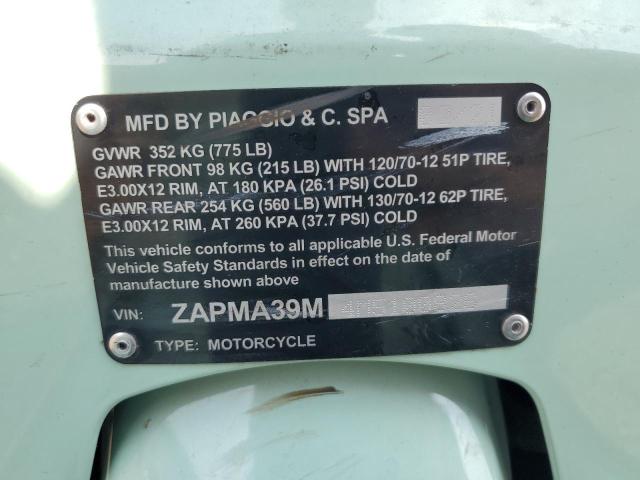 MFD BY PIAGGIO & C. SPA
GVWR 352 KG (775 LB)
GAWR FRONT 98 KG (215 LB) WITH 120/70-12 51P TIRE,
E3.00X12 RIM, AT 180 KPA (26.1 PSI) COLD
GAWR REAR 254 KG (560 LB) WITH 130/70-12 62P TIRE,
E3.00X12 RIM, AT 260 KPA (37.7 PSI) COLD
This vehicle conforms to all applicable U.S. Federal Motor
Vehicle Safety Standards in effect on the date of
manufacture shown above
VIN: ZAPMA39M
TYPE: MOTORCYCLE